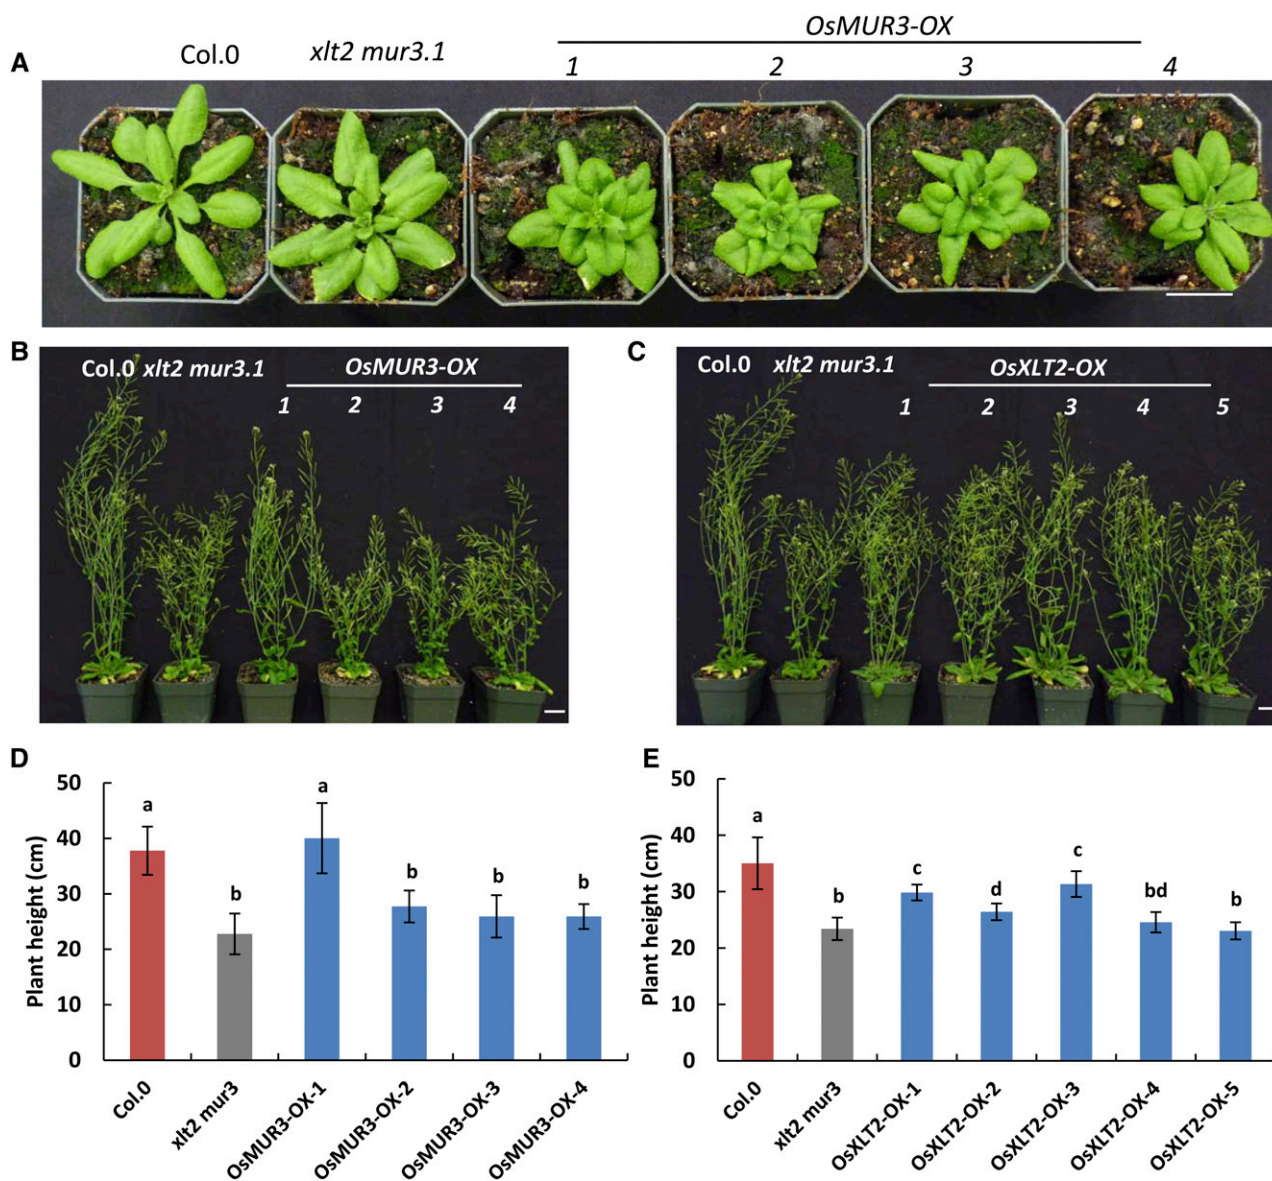 OsMUR3-OX
A Col.0 xlt2 mur3.1 1 2 3 4
B Col.0 xlt2 mur3.1 OsMUR3-OX
1 2 3 4
C Col.0 xlt2 mur3.1 OsXLT2-OX
1 2 3 4 5
D
Plant height (cm)
50
40
30
20
10
0
a b a b b b
Col.0
xlt2 mur3
OsMUR3-OX-1
OsMUR3-OX-2
OsMUR3-OX-3
OsMUR3-OX-4
E
Plant height (cm)
50
40
30
20
10
0
a b c d c bd b
Col.0
xlt2 mur3
OsXLT2-OX-1
OsXLT2-OX-2
OsXLT2-OX-3
OsXLT2-OX-4
OsXLT2-OX-5